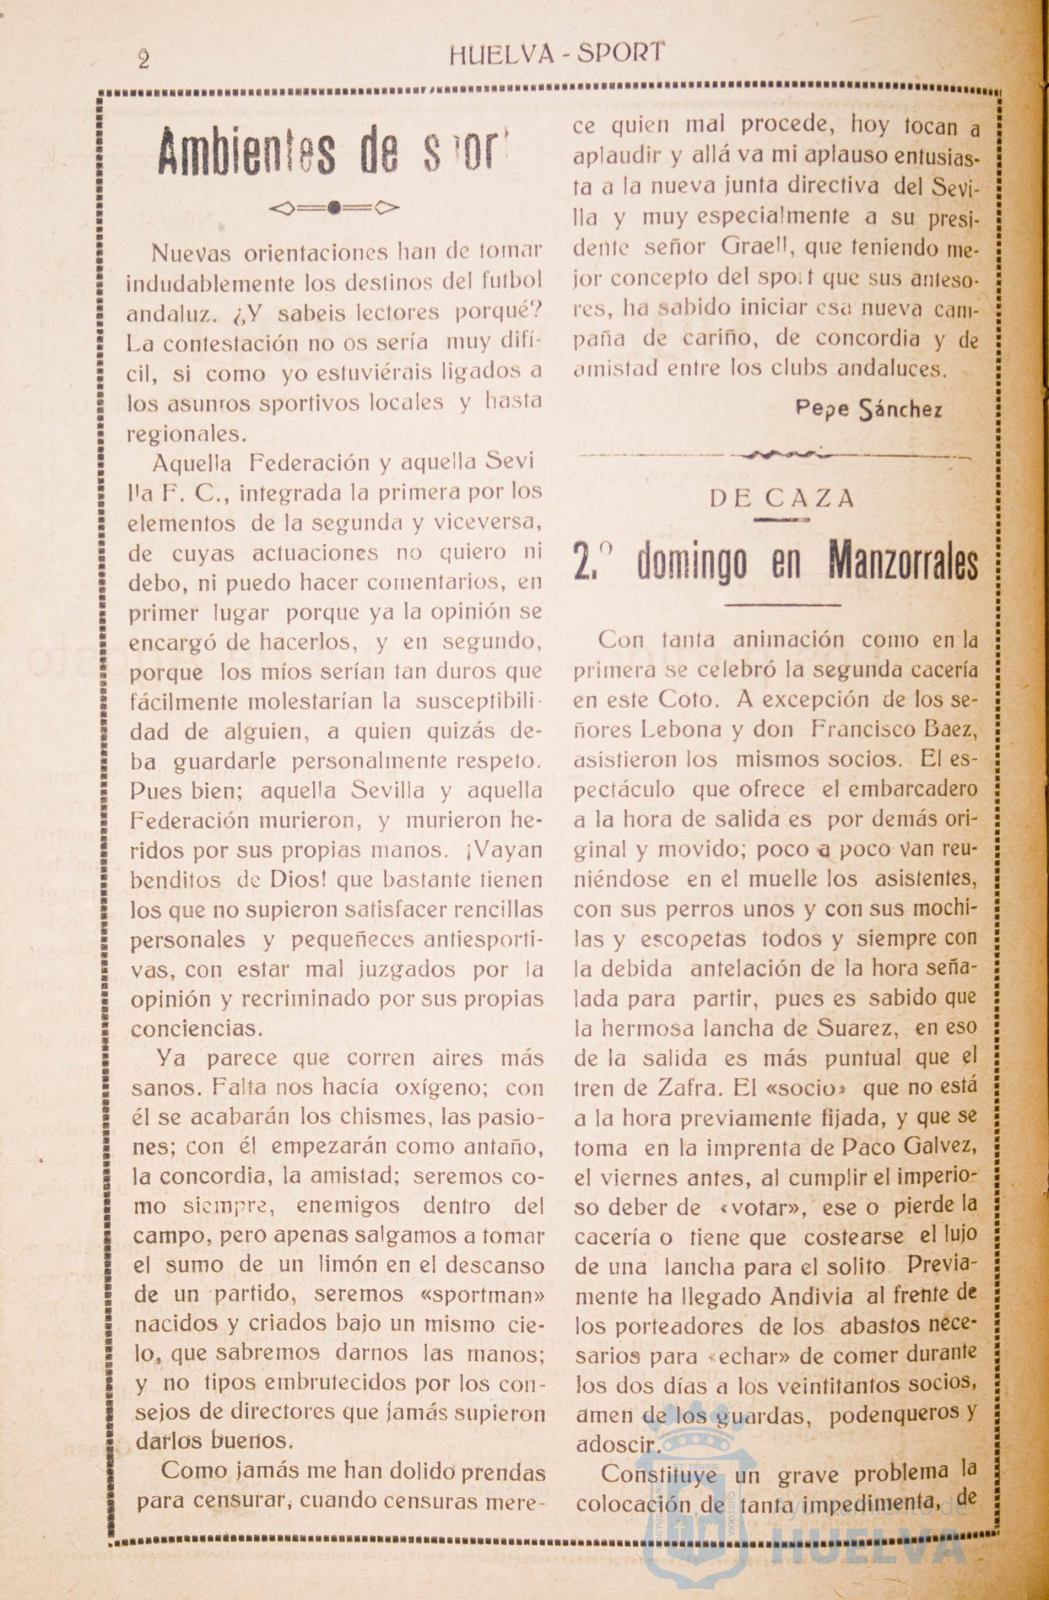 2
HUELVA - SPORT
Ambientes de s or
Nuevas orientaciones han de tomar
indudablemente los destinos del futbol
andaluz. ¿Y sabeis lectores porqué?
La contestación no os sería muy difí-
cil, si como yo estuviérais ligados a
los asuntos sportivos locales y hasta
regionales.
Aquella Federación y aquella Sevi
lla F. C., integrada la primera por los
elementos de la segunda y viceversa,
de cuyas actuaciones no quiero ni
debo, ni puedo hacer comentarios, en
primer lugar porque ya la opinión se
encargó de hacerlos, y en segundo,
porque los míos serían tan duros que
fácilmente molestarían la susceptibili-
dad de alguien, a quien quizás de-
ba guardarle personalmente respeto.
Pues bien; aquella Sevilla y aquella
Federación murieron, y murieron he-
ridos por sus propias manos. ¡Vayan
benditos de Dios! que bastante tienen
los que no supieron satisfacer rencillas
personales y pequeñeces antiesporti-
vas, con estar mal juzgados por la
opinión y recriminado por sus propias
conciencias.
Ya parece que corren aires más
sanos. Falta nos hacía oxígeno; con
él se acabarán los chismes, las pasio-
nes; con él empezarán como antaño,
la concordia, la amistad; seremos co-
mo siempre, enemigos dentro del
campo, pero apenas salgamos a tomar
el sumo de un limón en el descanso
de un partido, seremos «sportman»
nacidos y criados bajo un mismo cie-
lo, que sabremos darnos las manos;
y no tipos embrutecidos por los con-
sejos de directores que jamás supieron
darlos buenos.
Como jamás me han dolido prendas
para censurar, cuando censuras mere-
ce quien mal procede, hoy tocan a
aplaudir y allá va mi aplauso entusias-
ta a la nueva junta directiva del Sevi-
lla y muy especialmente a su presi-
dente señor Graell, que teniendo me-
jor concepto del sport que sus anteso-
res, ha sabido iniciar esa nueva cam-
paña de cariño, de concordia y de
amistad entre los clubs andaluces.
Pepe Sánchez
DE CAZA
2.º domingo en Manzorrales
Con tanta animación como en la
primera se celebró la segunda cacería
en este Coto. A excepción de los se-
ñores Lebona y don Francisco Baez,
asistieron los mismos socios. El es-
pectáculo que ofrece el embarcadero
a la hora de salida es por demás ori-
ginal y movido; poco a poco van reu-
niéndose en el muelle los asistentes,
con sus perros unos y con sus mochi-
las y escopetas todos y siempre con
la debida antelación de la hora seña-
lada para partir, pues es sabido que
la hermosa lancha de Suarez, en eso
de la salida es más puntual que el
tren de Zafra. El «socio» que no está
a la hora previamente fijada, y que se
toma en la imprenta de Paco Galvez,
el viernes antes, al cumplir el imperio-
so deber de «votar», ese o pierde la
cacería o tiene que costearse el lujo
de una lancha para el solito. Previa-
mente ha llegado Andivia al frente de
los porteadores de los abastos nece-
sarios para «echar» de comer durante
los dos días a los veintitantos socios,
amen de los guardas, podenqueros y
adoscir.
Constituye un grave problema la
colocación de tanta impedimenta, de
Ayuntamiento de
HUELVA